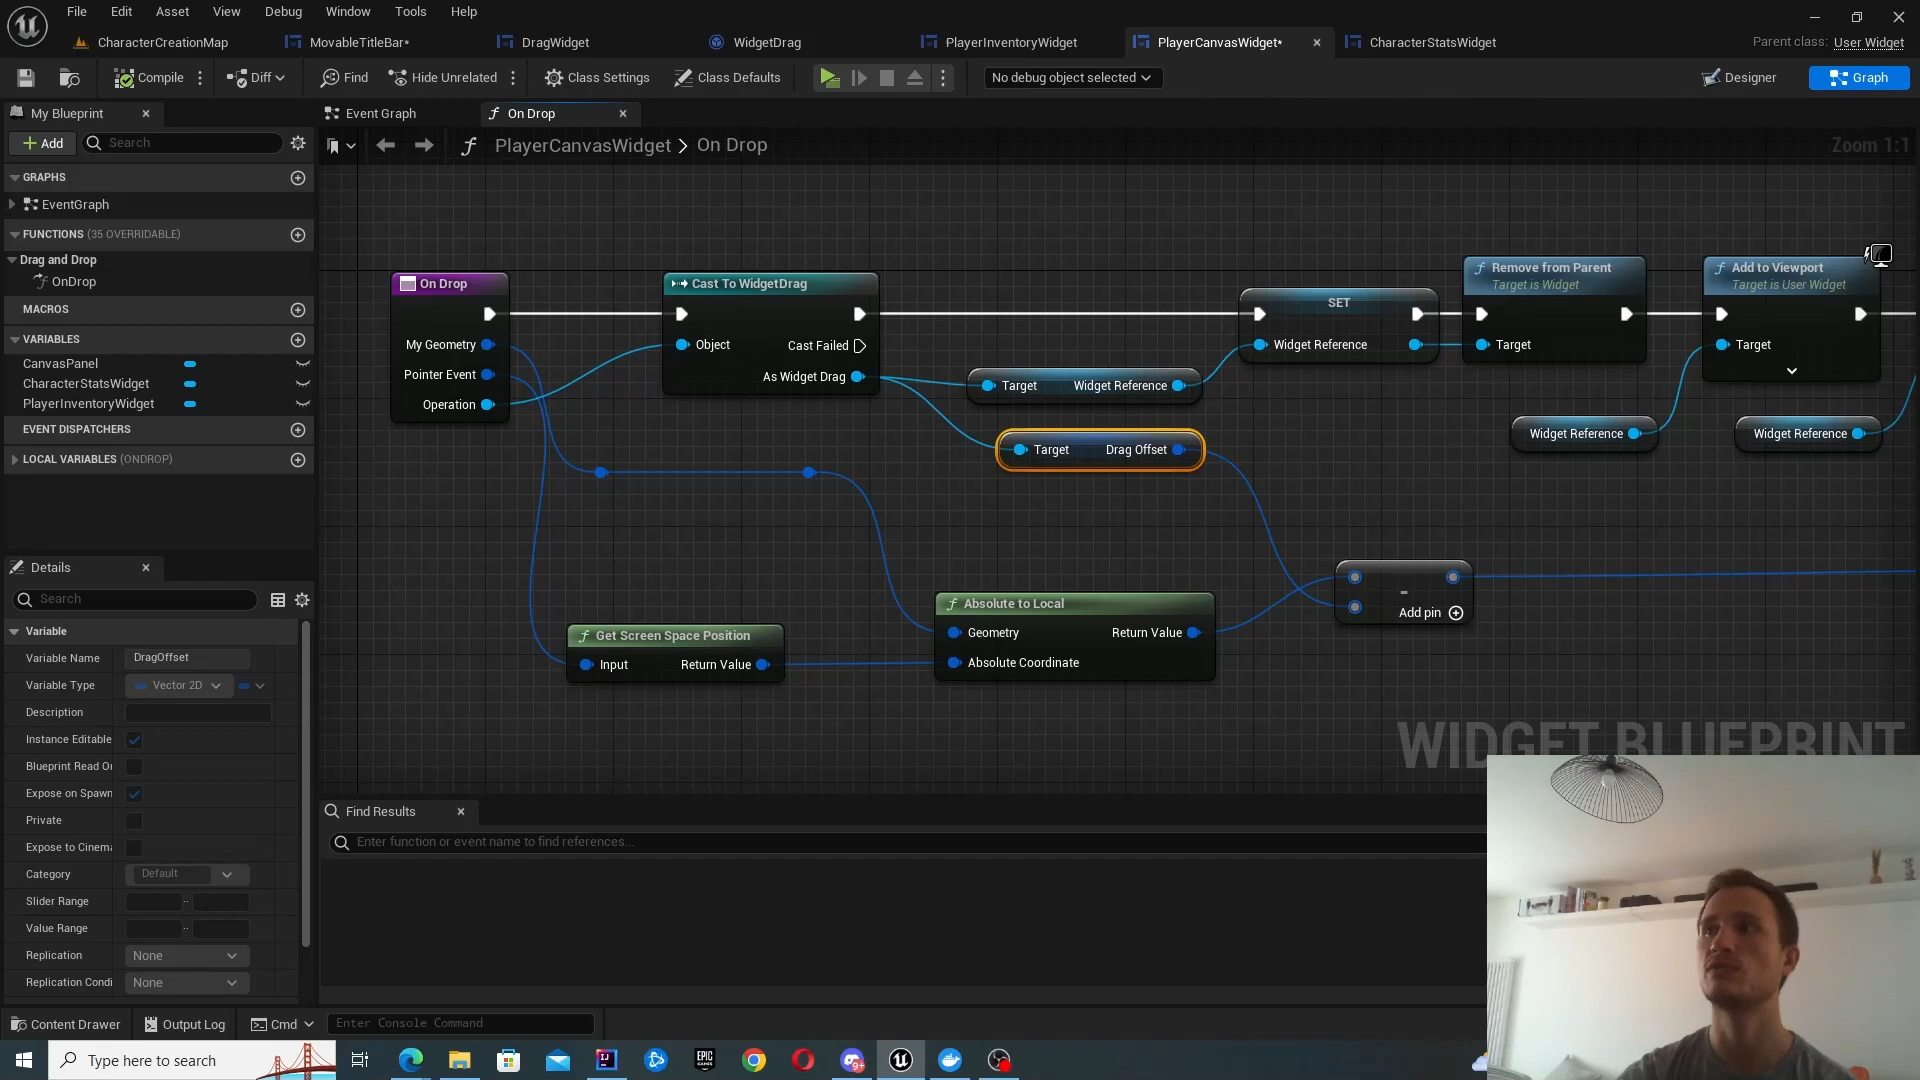 File Edit Asset View Debug Window Tools Help
CharacterCreationMap MovableTitleBar* DragWidget WidgetDrag PlayerInventoryWidget PlayerCanvasWidget* CharacterStatsWidget Parent class: User Widget
Compile Diff Find Hide Unrelated Class Settings Class Defaults No debug object selected Designer Graph
My Blueprint Event Graph On Drop
Add Search PlayerCanvasWidget > On Drop Zoom 1:1
GRAPHS
EventGraph
FUNCTIONS (35 OVERRIDABLE)
Drag and Drop
OnDrop
MACROS
VARIABLES
CanvasPanel
CharacterStatsWidget
PlayerInventoryWidget
EVENT DISPATCHERS
LOCAL VARIABLES (ONDROP)
On Drop
My Geometry
Pointer Event
Operation
Cast To WidgetDrag
Object Cast Failed
As Widget Drag
Target Widget Reference
Target Drag Offset
SET
Widget Reference
Remove from Parent
Target is Widget
Target
Add to Viewport
Target is User Widget
Target
Widget Reference
Widget Reference
Get Screen Space Position
Input Return Value
Absolute to Local
Geometry Return Value
Absolute Coordinate
-
Add pin
WIDGET BLUEPRINT
Details
Search
Variable
Variable Name DragOffset
Variable Type Vector 2D
Description
Instance Editable
Blueprint Read O
Expose on Spawn
Private
Expose to Cinema
Category Default
Slider Range
Value Range
Replication None
Replication Condi None
Find Results
Enter function or event name to find references...
Content Drawer Output Log Cmd Enter Console Command
Type here to search
EPIC GAMES
9+